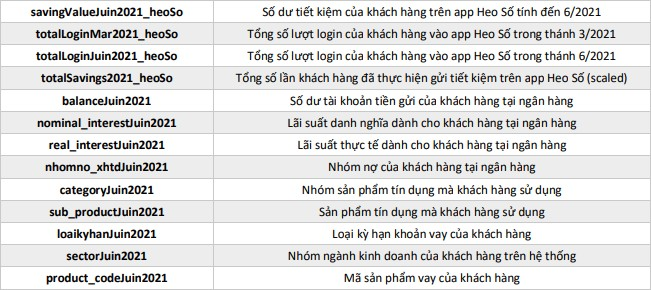 savingValueJuin2021_heoSo Số dư tiết kiệm của khách hàng trên app Heo Số tính đến 6/2021
totalLoginMar2021_heoSo Tổng số lượt login của khách hàng vào app Heo Số trong thánh 3/2021
totalLoginJuin2021_heoSo Tổng số lượt login của khách hàng vào app Heo Số trong thánh 6/2021
totalSavings2021_heoSo Tổng số lần khách hàng đã thực hiện gửi tiết kiệm trên app Heo Số (scaled)
balanceJuin2021 Số dư tài khoản tiền gửi của khách hàng tại ngân hàng
nominal_interestJuin2021 Lãi suất danh nghĩa dành cho khách hàng tại ngân hàng
real_interestJuin2021 Lãi suất thực tế dành cho khách hàng tại ngân hàng
nhomno_xhtdJuin2021 Nhóm nợ của khách hàng tại ngân hàng
categoryJuin2021 Nhóm sản phẩm tín dụng mà khách hàng sử dụng
sub_productJuin2021 Sản phẩm tín dụng mà khách hàng sử dụng
loaikyhanJuin2021 Loại kỳ hạn khoản vay của khách hàng
sectorJuin2021 Nhóm ngành kinh doanh của khách hàng trên hệ thống
product_codeJuin2021 Mã sản phẩm vay của khách hàng